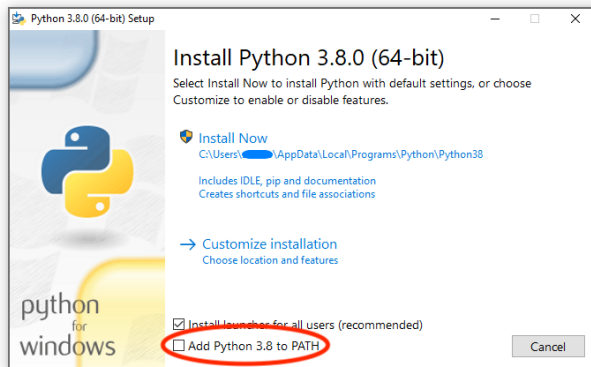 Python 3.8.0 (64-bit) Setup
Install Python 3.8.0 (64-bit)
Select Install Now to install Python with default settings, or choose
Customize to enable or disable features.
Install Now
C:\Users\ \AppData\Local\Programs\Python\Python38
Includes IDLE, pip and documentation
Creates shortcuts and file associations
Customize installation
Choose location and features
python
for
windows
Install launcher for all users (recommended)
Add Python 3.8 to PATH
Cancel